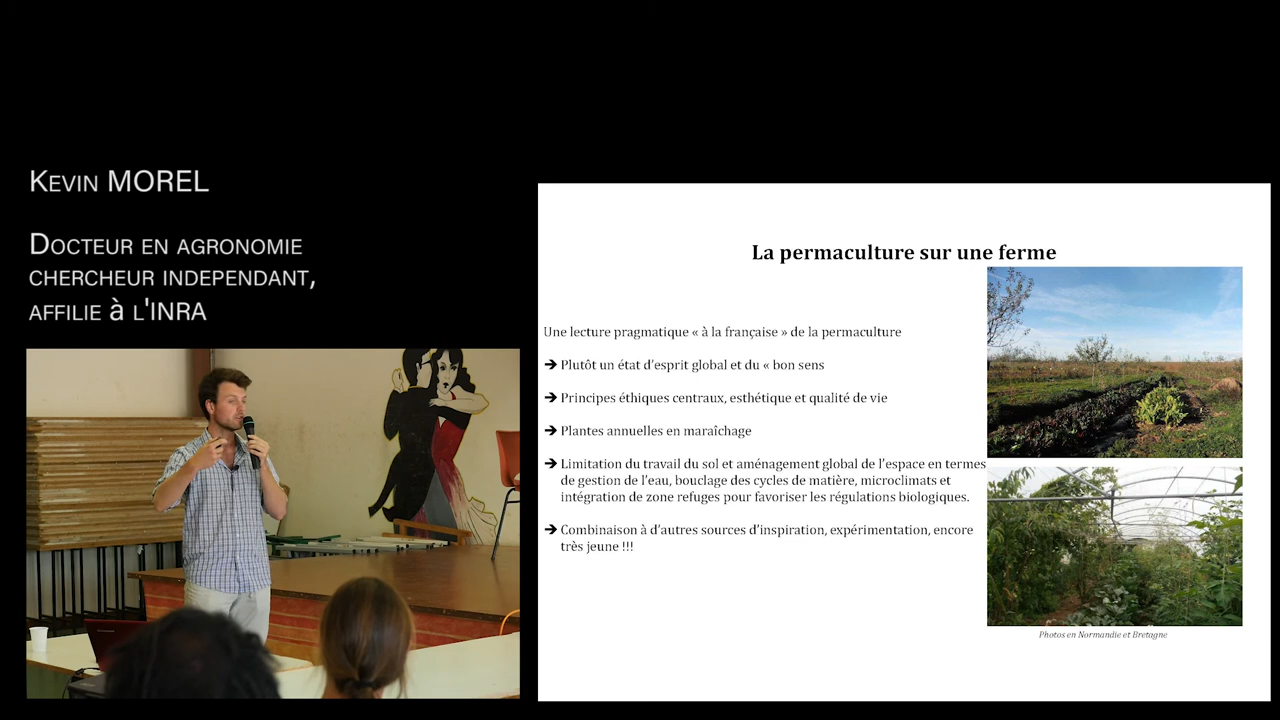 Kevin MOREL
Docteur en agronomie
chercheur independant,
affilie à l'INRA
La permaculture sur une ferme
Une lecture pragmatique « à la française » de la permaculture
➔ Plutôt un état d'esprit global et du « bon sens
➔ Principes éthiques centraux, esthétique et qualité de vie
➔ Plantes annuelles en maraîchage
➔ Limitation du travail du sol et aménagement global de l'espace en termes
de gestion de l'eau, bouclage des cycles de matière, microclimats et
intégration de zone refuges pour favoriser les régulations biologiques.
➔ Combinaison à d'autres sources d'inspiration, expérimentation, encore
très jeune !!!
Photos en Normandie et Bretagne